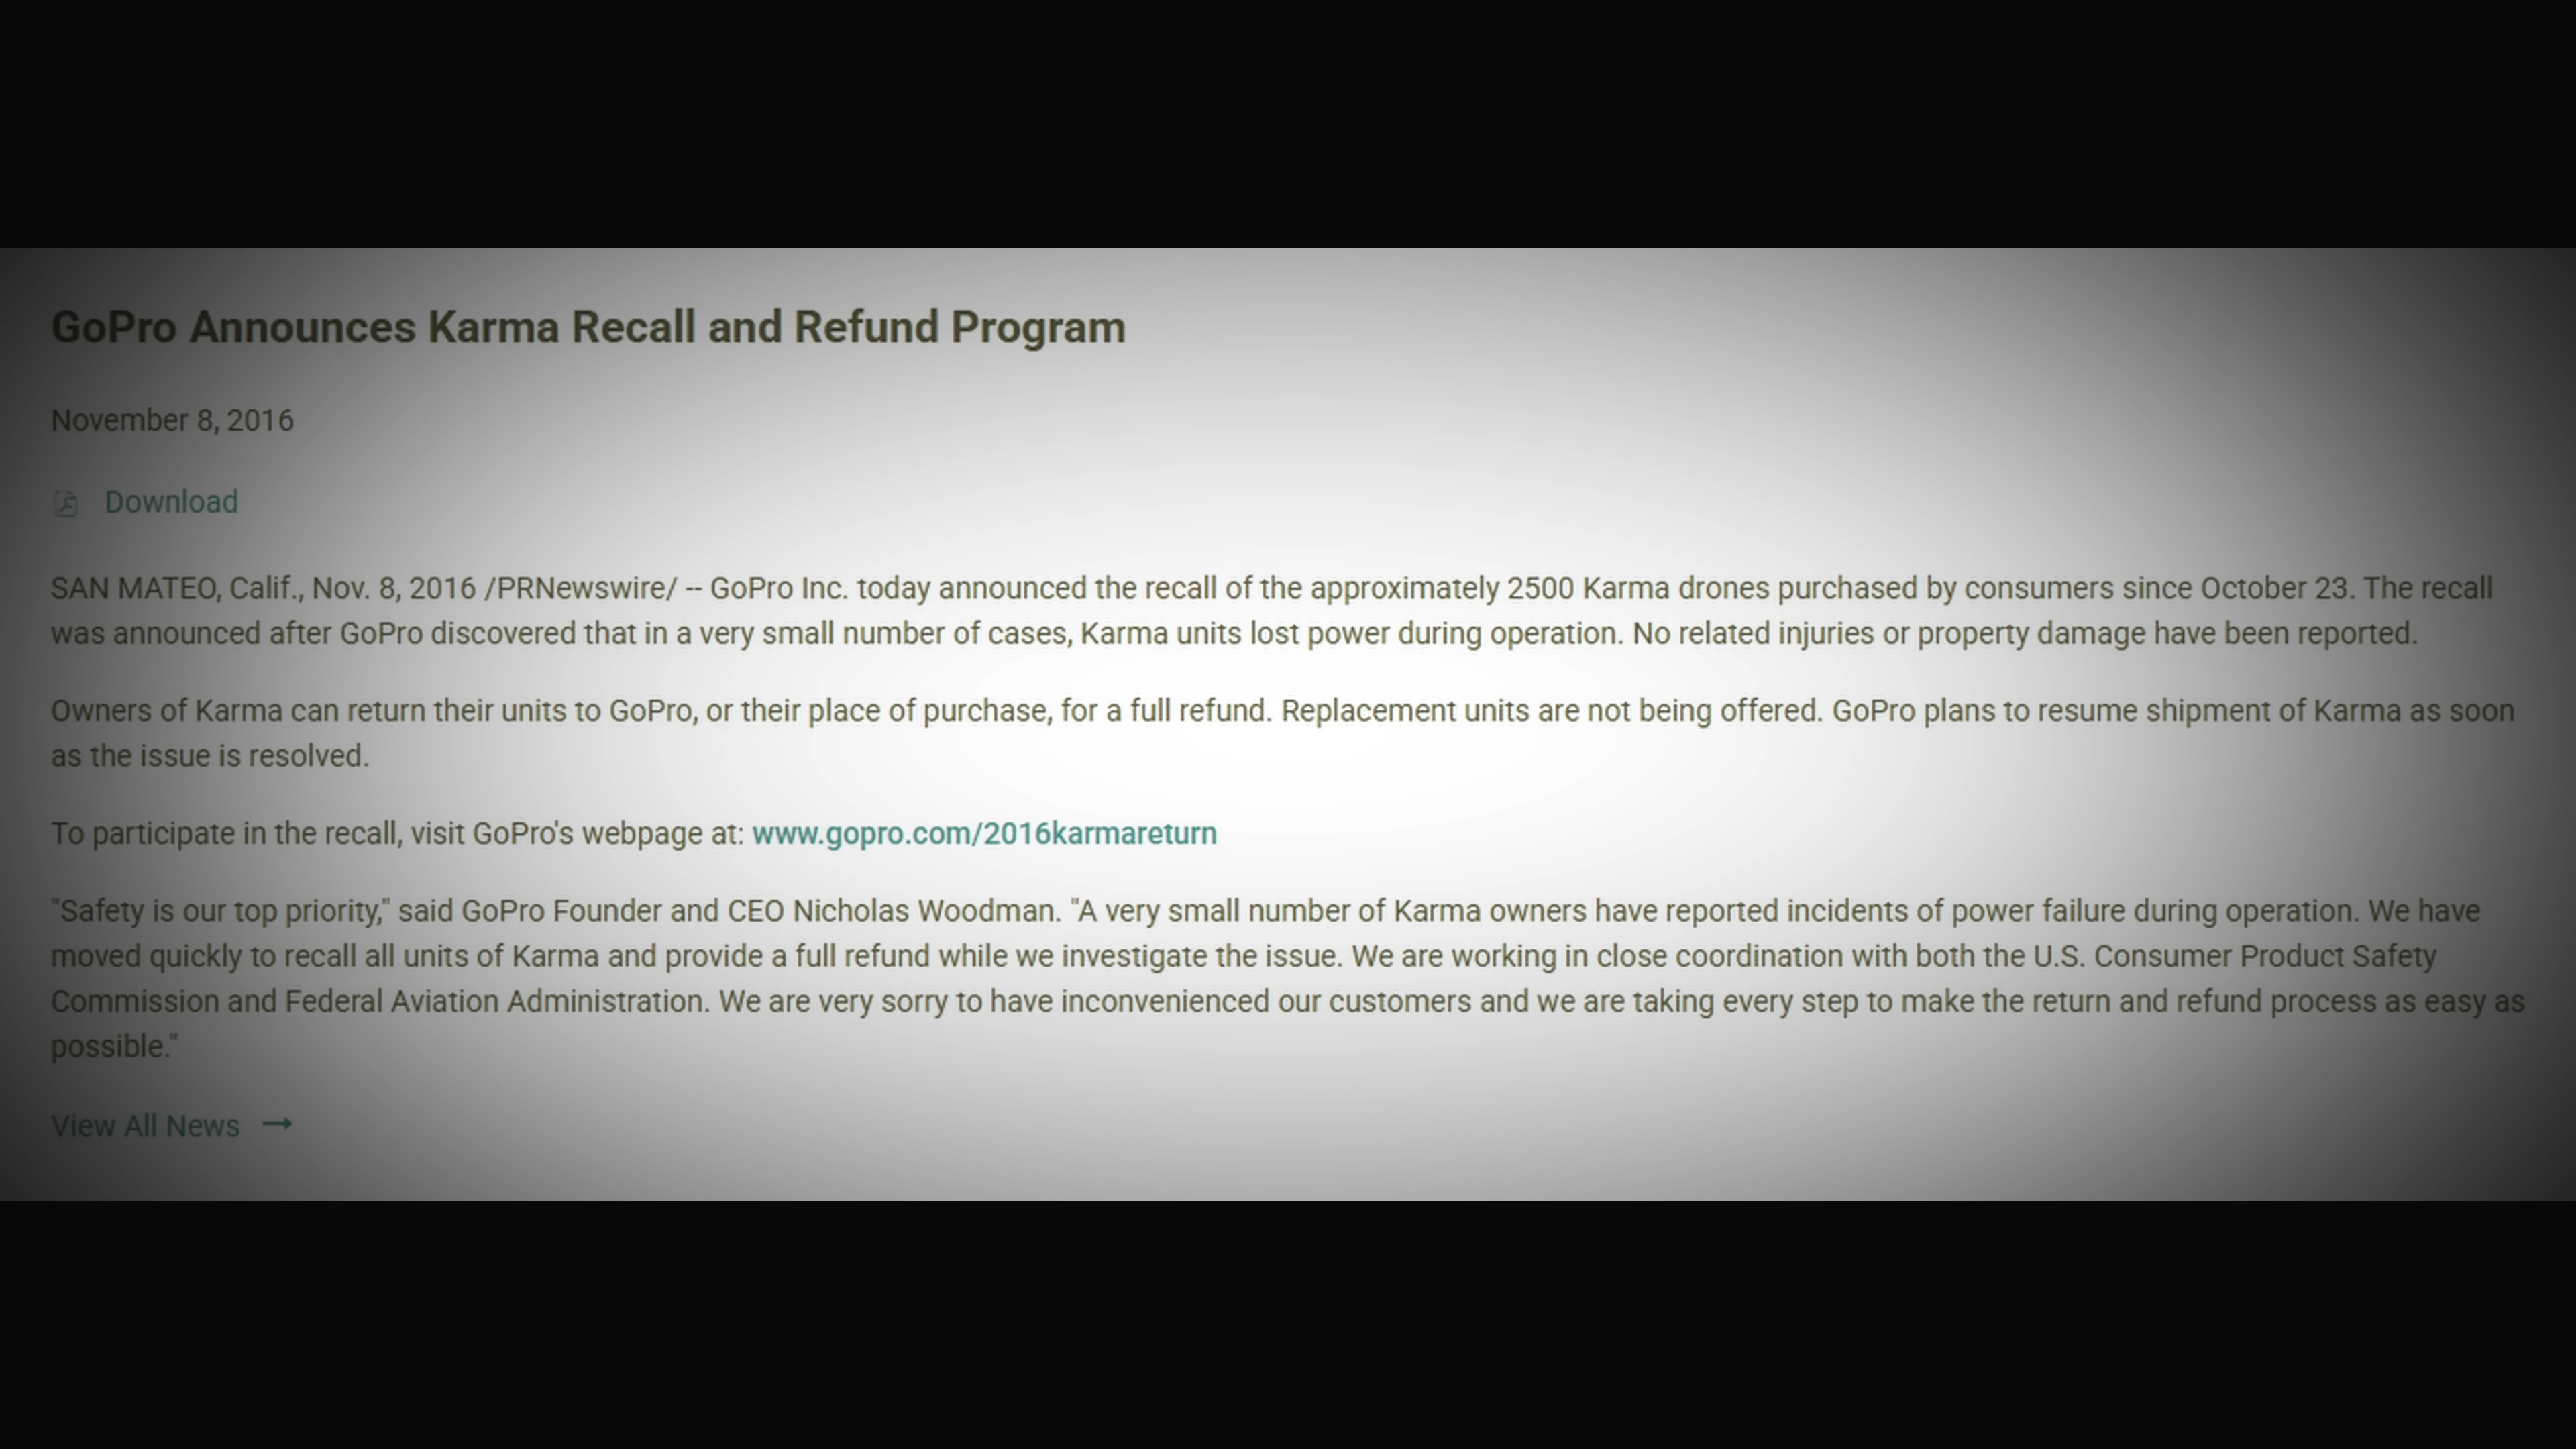 GoPro Announces Karma Recall and Refund Program
November 8, 2016
Download
SAN MATEO, Calif., Nov. 8, 2016 /PRNewswire/ -- GoPro Inc. today announced the recall of the approximately 2500 Karma drones purchased by consumers since October 23. The recall
was announced after GoPro discovered that in a very small number of cases, Karma units lost power during operation. No related injuries or property damage have been reported.
Owners of Karma can return their units to GoPro, or their place of purchase, for a full refund. Replacement units are not being offered. GoPro plans to resume shipment of Karma as soon
as the issue is resolved.
To participate in the recall, visit GoPro's webpage at: www.gopro.com/2016karmareturn
"Safety is our top priority," said GoPro Founder and CEO Nicholas Woodman. "A very small number of Karma owners have reported incidents of power failure during operation. We have
moved quickly to recall all units of Karma and provide a full refund while we investigate the issue. We are working in close coordination with both the U.S. Consumer Product Safety
Commission and Federal Aviation Administration. We are very sorry to have inconvenienced our customers and we are taking every step to make the return and refund process as easy as
possible."
View All News →